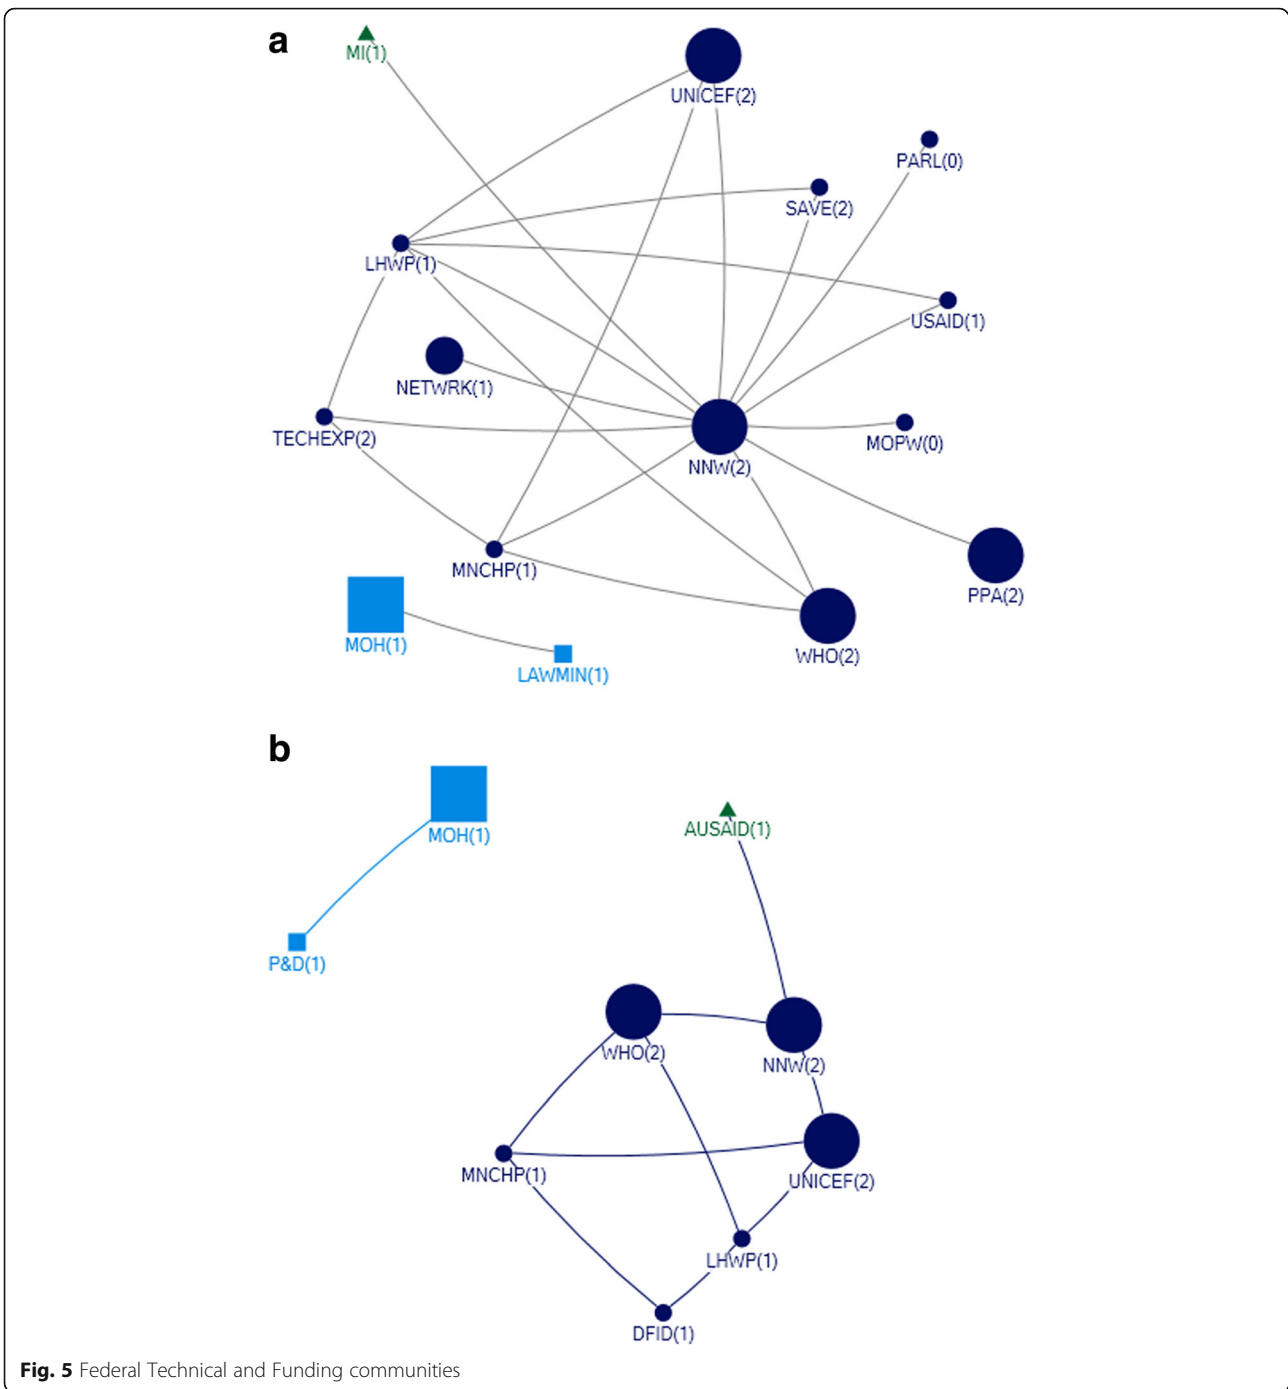 a
MI(1)
UNICEF(2)
PARL(0)
SAVE(2)
LHWP(1)
USAID(1)
NETWRK(1)
TECHEXP(2)
MOPW(0)
NNW(2)
MNCHP(1)
PPA(2)
MOH(1)
WHO(2)
LAWMIN(1)
b
MOH(1)
AUSAID(1)
P&D(1)
WHO(2)
NNW(2)
MNCHP(1)
UNICEF(2)
LHWP(1)
DFID(1)
Fig. 5 Federal Technical and Funding communities